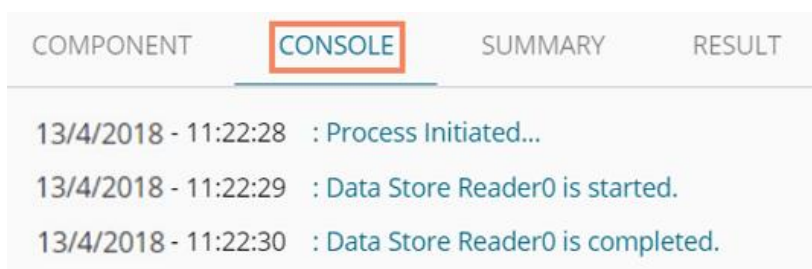 COMPONENT CONSOLE SUMMARY RESULT
13/4/2018 - 11:22:28 : Process Initiated...
13/4/2018 - 11:22:29 : Data Store Reader0 is started.
13/4/2018 - 11:22:30 : Data Store Reader0 is completed.